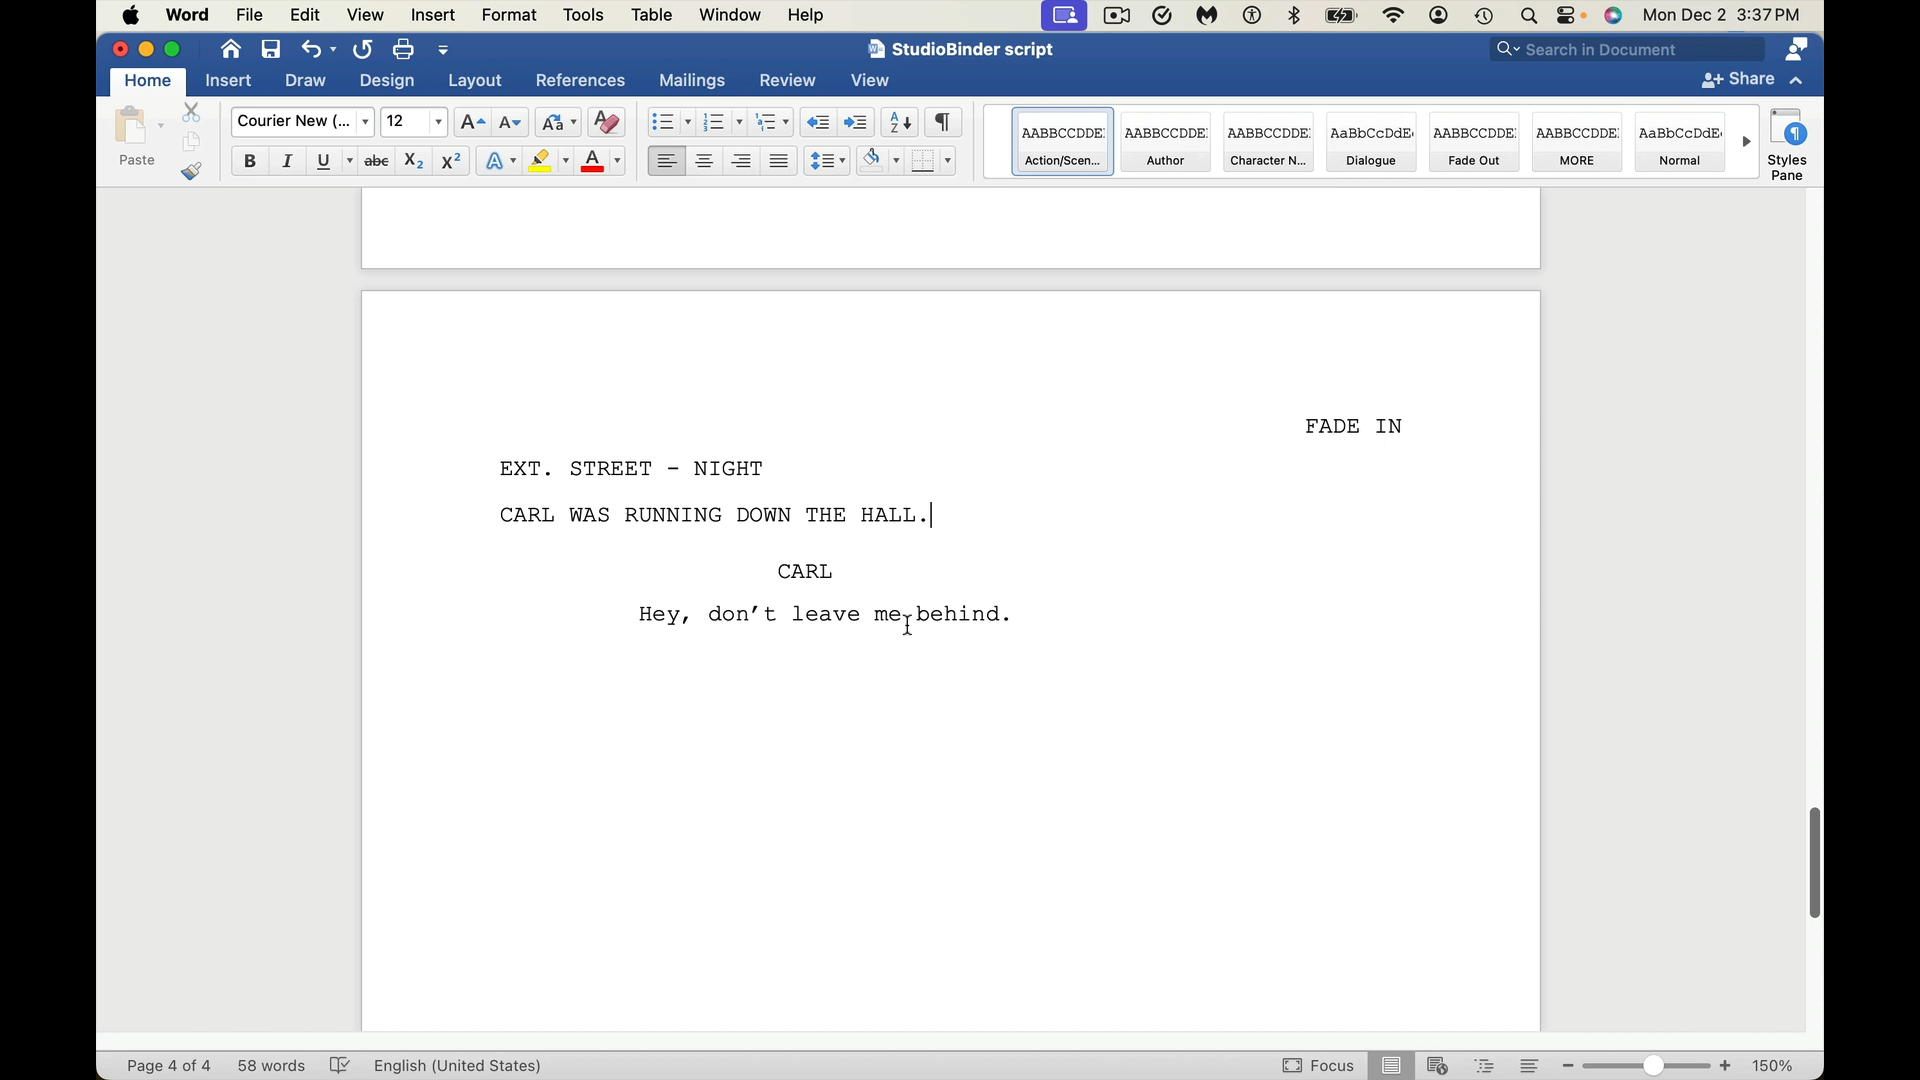 Word File Edit View Insert Format Tools Table Window Help Mon Dec 2 3:37 PM
StudioBinder script
Search in Document
Home Insert Draw Design Layout References Mailings Review View
Share
Paste
Courier New (...
12
AABBCCDDE AABBCCDDE AABBCCDDE AaBbCcDdE AABBCCDDE AABBCCDDE AaBbCcDdE
Action/Scen... Author Character N... Dialogue Fade Out MORE Normal
Styles
Pane
FADE IN
EXT. STREET - NIGHT
CARL WAS RUNNING DOWN THE HALL.
CARL
Hey, don’t leave me behind.
Page 4 of 4 58 words English (United States) Focus 150%